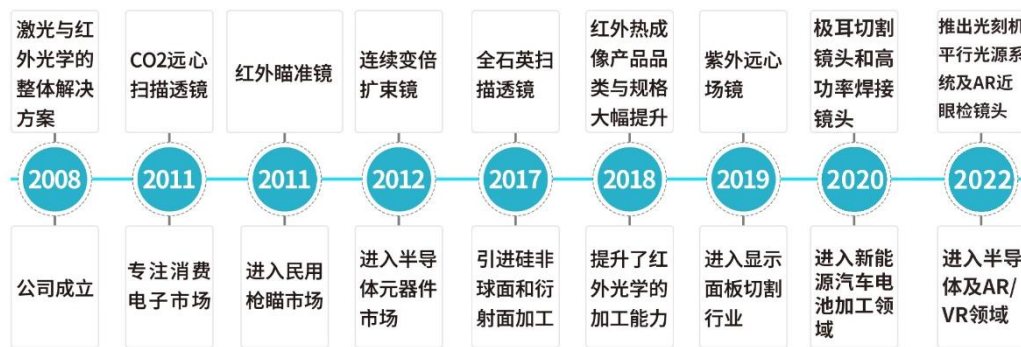 激光与红
外光学的
整体解决
方案
CO2远心
扫描透镜
红外瞄准镜
连续变倍
扩束镜
全石英扫
描透镜
红外热成
像产品品
类与规格
大幅提升
紫外远心
场镜
极耳切割
镜头和高
功率焊接
镜头
推出光刻机
平行光源系
统及AR近
眼检镜头
2008
2011
2011
2012
2017
2018
2019
2020
2022
公司成立
专注消费
电子市场
进入民用
枪瞄市场
进入半导
体元器件
市场
引进硅非
球面和衍
射面加工
提升了红
外光学的
加工能力
进入显示
面板切割
行业
进入新能
源汽车电
池加工领
域
进入半导
体及AR/
VR领域